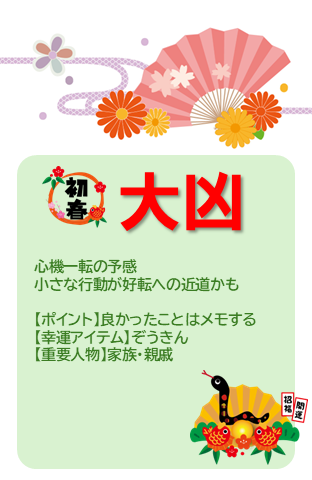 初春
大凶
心機一転の予感
小さな行動が好転への近道かも
【ポイント】良かったことはメモする
【幸運アイテム】ぞうきん
【重要人物】家族・親戚
招福
開運